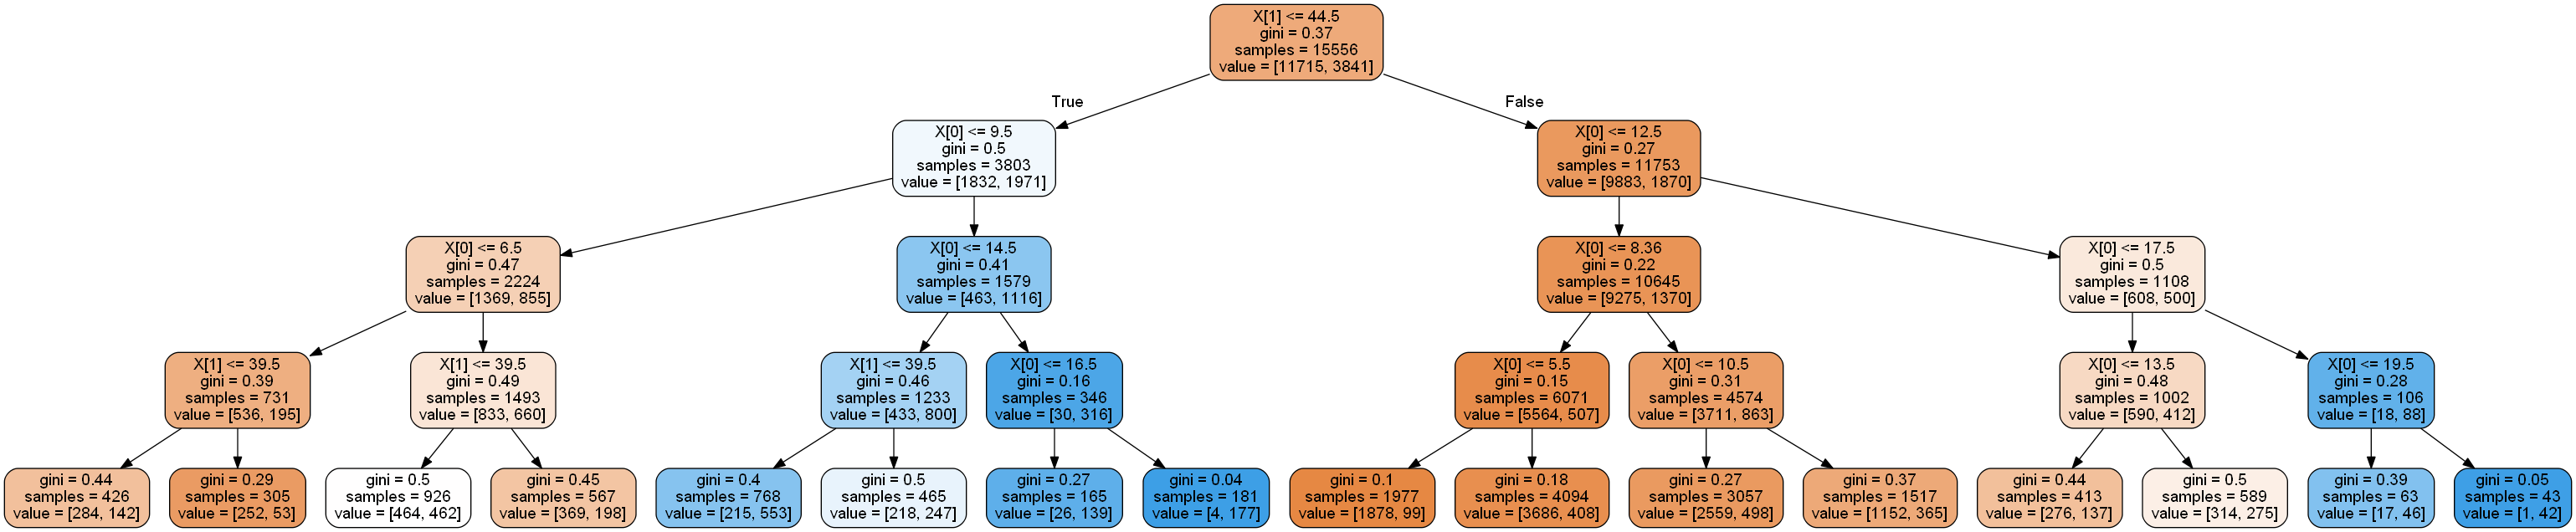 X[1] <= 44.5
gini = 0.37
samples = 15556
value = [11715, 3841]
True
False
X[0] <= 9.5
gini = 0.5
samples = 3803
value = [1832, 1971]
X[0] <= 12.5
gini = 0.27
samples = 11753
value = [9883, 1870]
X[0] <= 6.5
gini = 0.47
samples = 2224
value = [1369, 855]
X[0] <= 14.5
gini = 0.41
samples = 1579
value = [463, 1116]
X[0] <= 8.36
gini = 0.22
samples = 10645
value = [9275, 1370]
X[0] <= 17.5
gini = 0.5
samples = 1108
value = [608, 500]
X[1] <= 39.5
gini = 0.39
samples = 731
value = [536, 195]
X[1] <= 39.5
gini = 0.49
samples = 1493
value = [833, 660]
X[1] <= 39.5
gini = 0.46
samples = 1233
value = [433, 800]
X[0] <= 16.5
gini = 0.16
samples = 346
value = [30, 316]
X[0] <= 5.5
gini = 0.15
samples = 6071
value = [5564, 507]
X[0] <= 10.5
gini = 0.31
samples = 4574
value = [3711, 863]
X[0] <= 13.5
gini = 0.48
samples = 1002
value = [590, 412]
X[0] <= 19.5
gini = 0.28
samples = 106
value = [18, 88]
gini = 0.44
samples = 426
value = [284, 142]
gini = 0.29
samples = 305
value = [252, 53]
gini = 0.5
samples = 926
value = [464, 462]
gini = 0.45
samples = 567
value = [369, 198]
gini = 0.4
samples = 768
value = [215, 553]
gini = 0.5
samples = 465
value = [218, 247]
gini = 0.27
samples = 165
value = [26, 139]
gini = 0.04
samples = 181
value = [4, 177]
gini = 0.1
samples = 1977
value = [1878, 99]
gini = 0.18
samples = 4094
value = [3686, 408]
gini = 0.27
samples = 3057
value = [2559, 498]
gini = 0.37
samples = 1517
value = [1152, 365]
gini = 0.44
samples = 413
value = [276, 137]
gini = 0.5
samples = 589
value = [314, 275]
gini = 0.39
samples = 63
value = [17, 46]
gini = 0.05
samples = 43
value = [1, 42]